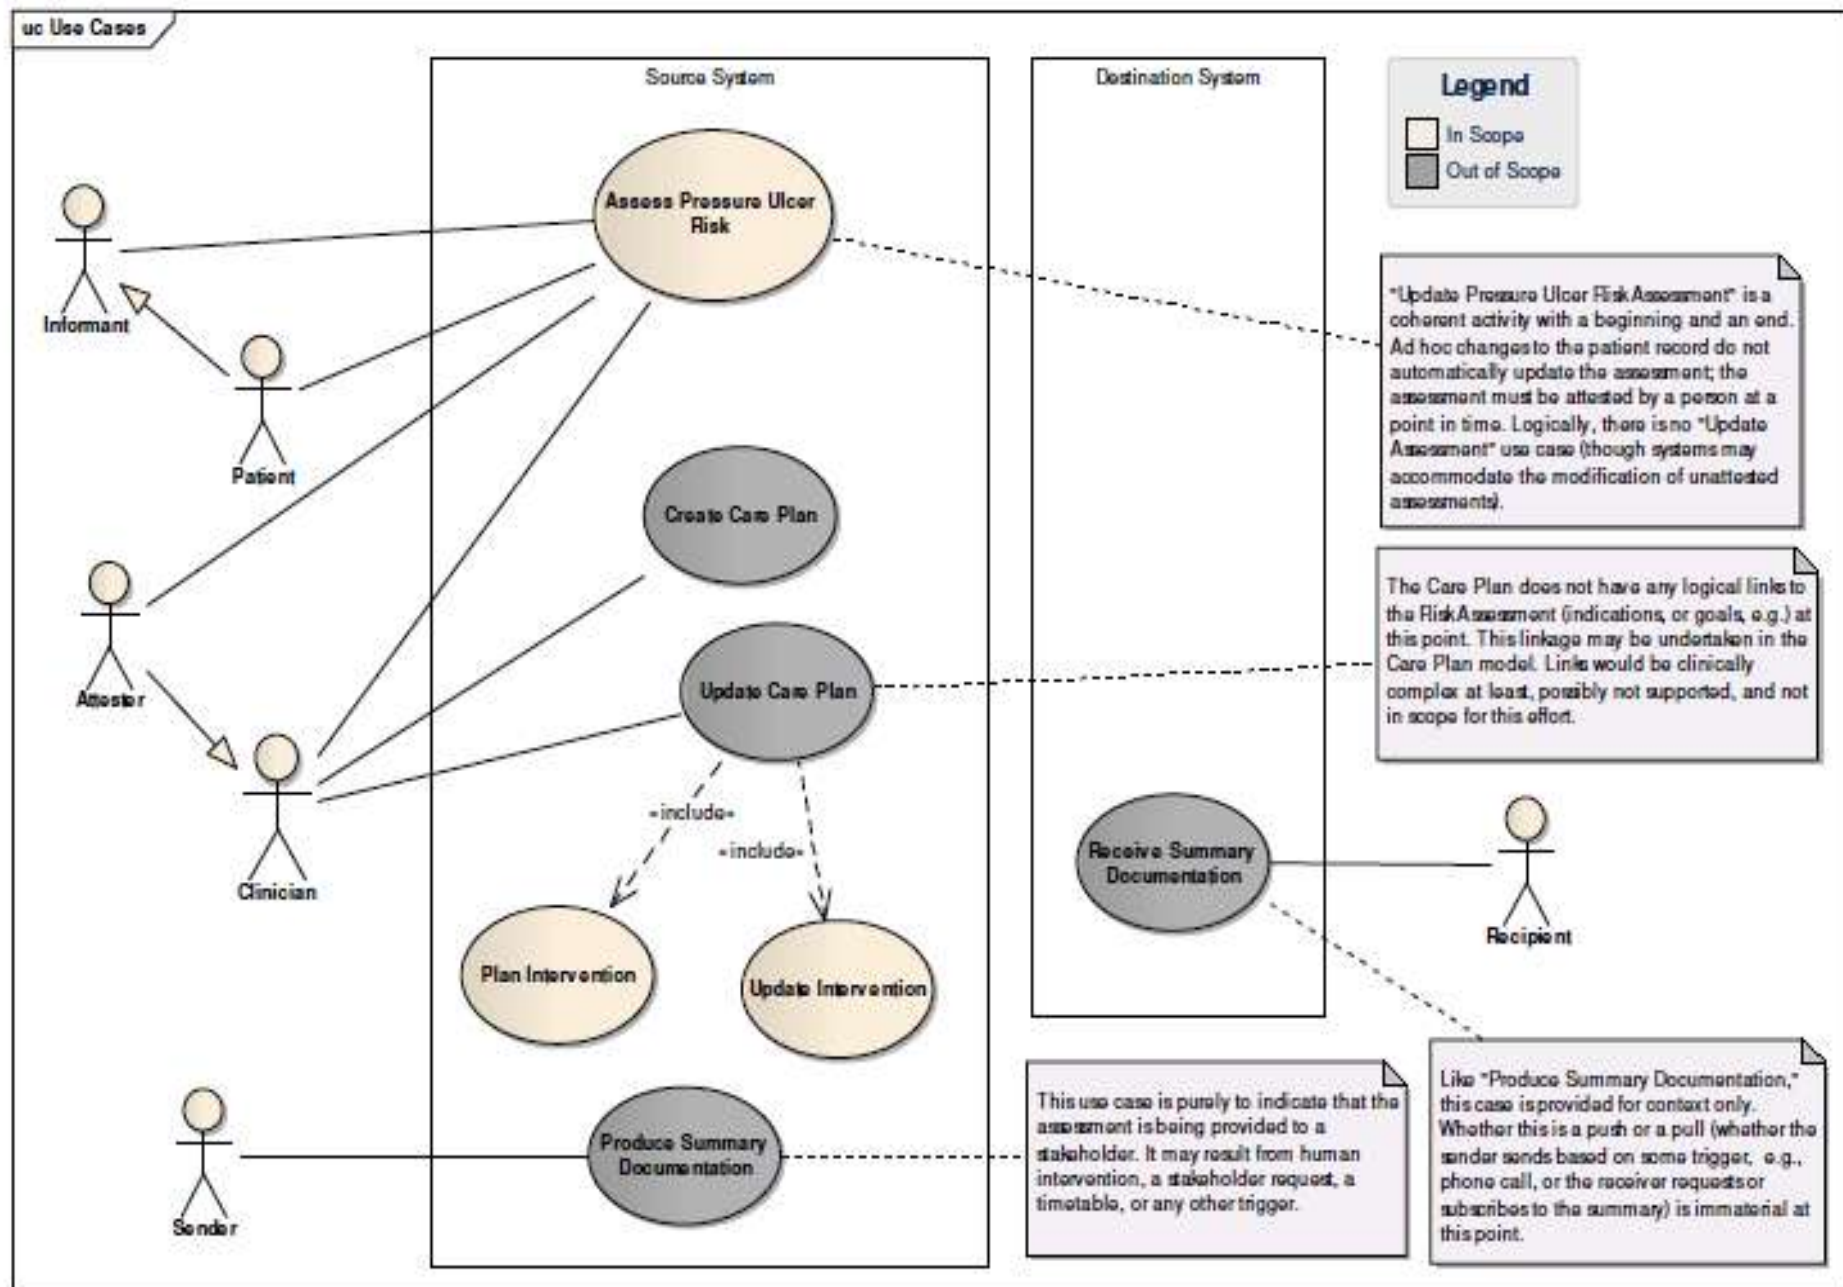 uc Use Cases
Source System
Destination System
Legend
In Scope
Out of Scope
Assess Pressure Ulcer
Risk
Informant
"Update Pressure Ulcer Risk Assessment" is a
coherent activity with a beginning and an end.
Ad hoc changes to the patient record do not
automatically update the assessment; the
assessment must be attested by a person at a
point in time. Logically, there is no "Update
Assessment" use case (though systems may
accommodate the modification of unattested
assessments).
Patient
Create Care Plan
The Care Plan does not have any logical links to
the Risk Assessment (indications, or goals, e.g.) at
this point. This linkage may be undertaken in the
Care Plan model. Links would be clinically
complex at least, possibly not supported, and not
in scope for this effort.
Attester
Update Care Plan
«include»
«include»
Clinician
Receive Summary
Documentation
Recipient
Plan Intervention
Update Intervention
Produce Summary
Documentation
Sender
This use case is purely to indicate that the
assessment is being provided to a
stakeholder. It may result from human
intervention, a stakeholder request, a
timetable, or any other trigger.
Like "Produce Summary Documentation,"
this case is provided for context only.
Whether this is a push or a pull (whether the
sender sends based on some trigger, e.g.,
phone call, or the receiver requests or
subscribes to the summary) is immaterial at
this point.